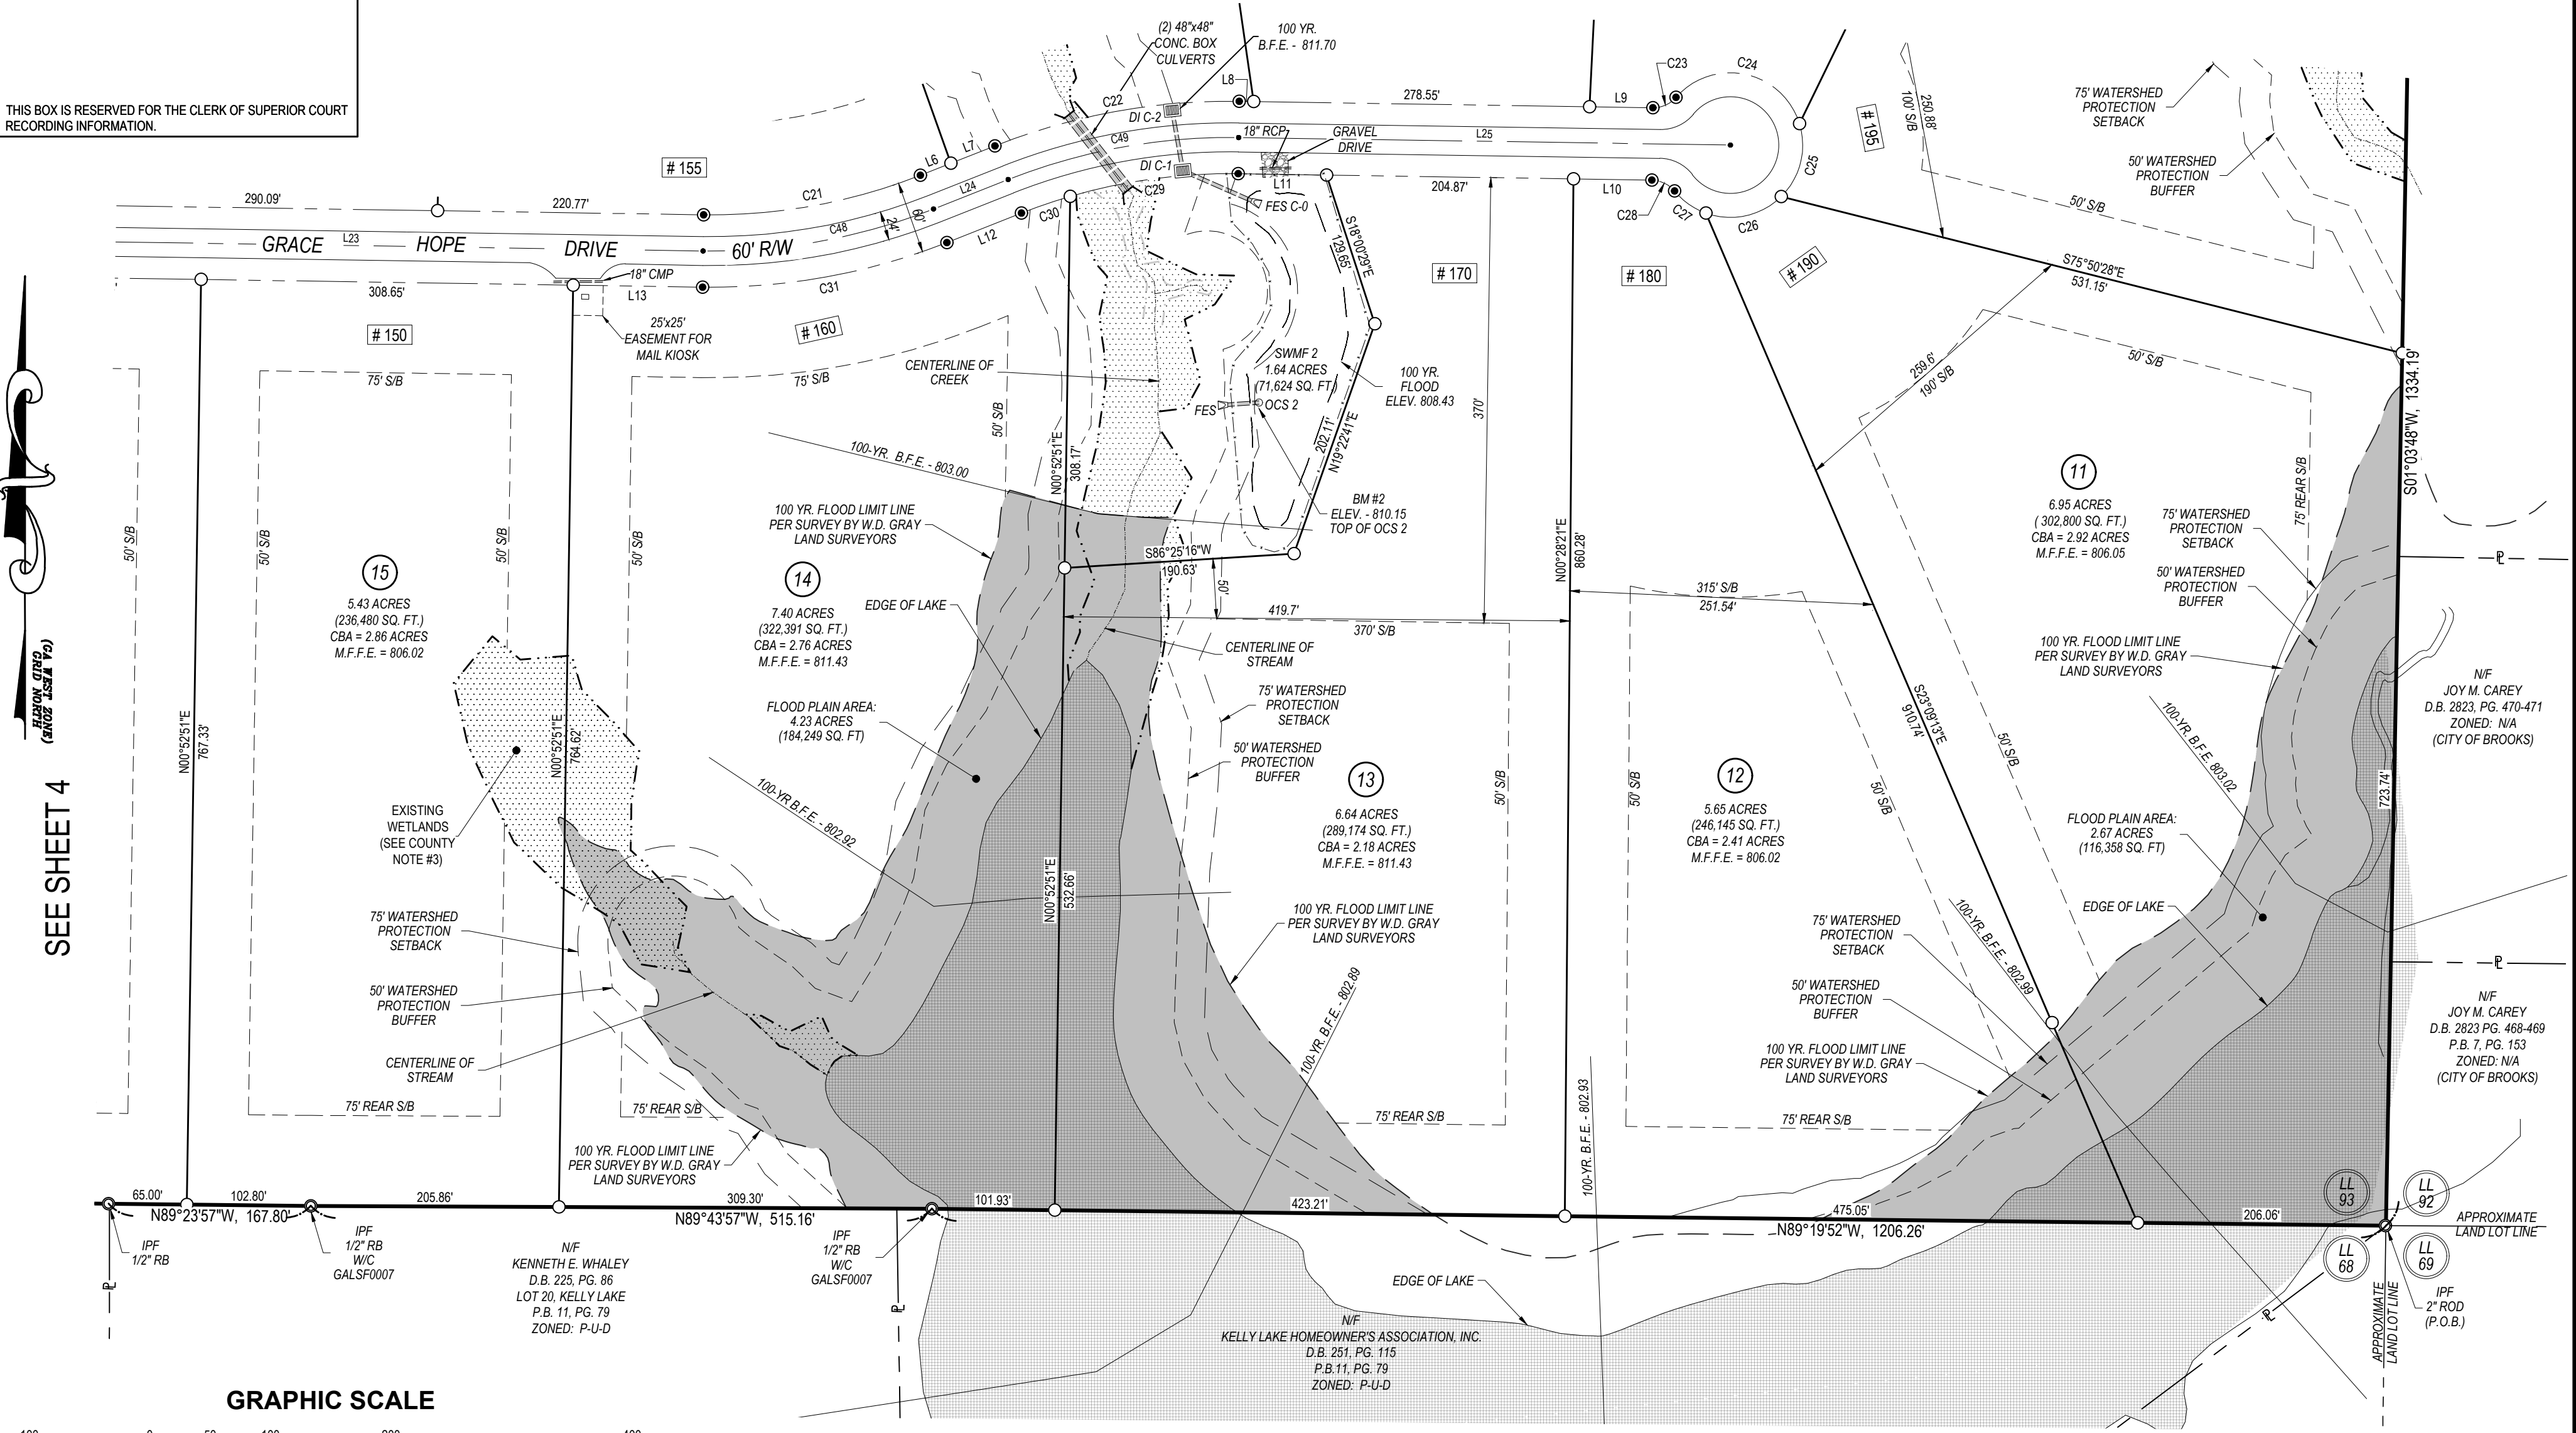 THIS BOX IS RESERVED FOR THE CLERK OF SUPERIOR COURT
RECORDING INFORMATION.
(2) 48"x48"
CONC. BOX
CULVERTS
100 YR.
B.F.E. - 811.70
L8
C22
DI C-2
C49
278.55'
L9
C23
C24
18" RCP
GRAVEL
DRIVE
L25
DI C-1
C29
L11
FES C-0
204.87'
L10
C28
C27
C26
C25
# 195
250.88'
100' S/B
50' S/B
75' WATERSHED
PROTECTION
SETBACK
50' WATERSHED
PROTECTION
BUFFER
# 155
L6
L7
C21
L24
60'
24'
C48
C30
L12
C31
290.09'
220.77'
GRACE
L23
HOPE
DRIVE
60' R/W
18" CMP
L13
308.65'
25'x25'
EASEMENT FOR
MAIL KIOSK
# 150
# 160
# 170
# 180
# 190
S18°00'29"E
129.65'
S75°50'28"E
531.15'
259.6'
190' S/B
50' S/B
75' S/B
75' S/B
CENTERLINE OF
CREEK
SWMF 2
1.64 ACRES
(71,624 SQ. FT.)
FES
OCS 2
100 YR.
FLOOD
ELEV. 808.43
370'
202.11'
N19°22'41"E
BM #2
ELEV. - 810.15
TOP OF OCS 2
50' S/B
N00°52'51"E
308.17'
100-YR. B.F.E. - 803.00
100 YR. FLOOD LIMIT LINE
PER SURVEY BY W.D. GRAY
LAND SURVEYORS
S86°25'16"W
190.63'
50'
419.7'
370' S/B
N00°28'21"E
860.28'
315' S/B
251.54'
11
6.95 ACRES
( 302,800 SQ. FT.)
CBA = 2.92 ACRES
M.F.F.E. = 806.05
75' REAR S/B
S01°03'48"W, 1334.19'
75' WATERSHED
PROTECTION
SETBACK
50' WATERSHED
PROTECTION
BUFFER
100 YR. FLOOD LIMIT LINE
PER SURVEY BY W.D. GRAY
LAND SURVEYORS
PL
N/F
JOY M. CAREY
D.B. 2823, PG. 470-471
ZONED: N/A
(CITY OF BROOKS)
50' S/B
50' S/B
50' S/B
50' S/B
15
5.43 ACRES
(236,480 SQ. FT.)
CBA = 2.86 ACRES
M.F.F.E. = 806.02
14
7.40 ACRES
(322,391 SQ. FT.)
CBA = 2.76 ACRES
M.F.F.E. = 811.43
EDGE OF LAKE
CENTERLINE OF
STREAM
FLOOD PLAIN AREA:
4.23 ACRES
(184,249 SQ. FT)
75' WATERSHED
PROTECTION
SETBACK
50' WATERSHED
PROTECTION
BUFFER
13
6.64 ACRES
(289,174 SQ. FT.)
CBA = 2.18 ACRES
M.F.F.E. = 811.43
50' S/B
50' S/B
12
5.65 ACRES
(246,145 SQ. FT.)
CBA = 2.41 ACRES
M.F.F.E. = 806.02
S23°09'13"E
910.74'
50' S/B
50' S/B
100-YR. B.F.E. 803.02
FLOOD PLAIN AREA:
2.67 ACRES
(116,358 SQ. FT)
723.74'
EDGE OF LAKE
(GA WEST ZONE)
GRID NORTH
SEE SHEET 4
N00°52'51"E
767.33'
N00°52'51"E
764.62'
EXISTING
WETLANDS
(SEE COUNTY
NOTE #3)
100-YR B.F.E. - 802.92
N00°52'51"E
532.66'
75' WATERSHED
PROTECTION
SETBACK
50' WATERSHED
PROTECTION
BUFFER
CENTERLINE OF
STREAM
100 YR. FLOOD LIMIT LINE
PER SURVEY BY W.D. GRAY
LAND SURVEYORS
100-YR. B.F.E. - 802.89
75' WATERSHED
PROTECTION
SETBACK
50' WATERSHED
PROTECTION
BUFFER
100 YR. FLOOD LIMIT LINE
PER SURVEY BY W.D. GRAY
LAND SURVEYORS
100-YR. B.F.E. - 802.99
PL
N/F
JOY M. CAREY
D.B. 2823 PG. 468-469
P.B. 7, PG. 153
ZONED: N/A
(CITY OF BROOKS)
75' REAR S/B
75' REAR S/B
75' REAR S/B
75' REAR S/B
100-YR. B.F.E. - 802.93
100 YR. FLOOD LIMIT LINE
PER SURVEY BY W.D. GRAY
LAND SURVEYORS
65.00'
102.80'
205.86'
309.30'
101.93'
423.21'
475.05'
206.06'
N89°23'57"W, 167.80'
N89°43'57"W, 515.16'
N89°19'52"W, 1206.26'
LL
93
LL
92
LL
68
LL
69
APPROXIMATE
LAND LOT LINE
APPROXIMATE
LAND LOT LINE
IPF
2" ROD
(P.O.B.)
IPF
1/2" RB
IPF
1/2" RB
W/C
GALSF0007
N/F
KENNETH E. WHALEY
D.B. 225, PG. 86
LOT 20, KELLY LAKE
P.B. 11, PG. 79
ZONED: P-U-D
IPF
1/2" RB
W/C
GALSF0007
PL
PL
PL
EDGE OF LAKE
N/F
KELLY LAKE HOMEOWNER'S ASSOCIATION, INC.
D.B. 251, PG. 115
P.B.11, PG. 79
ZONED: P-U-D
GRAPHIC SCALE